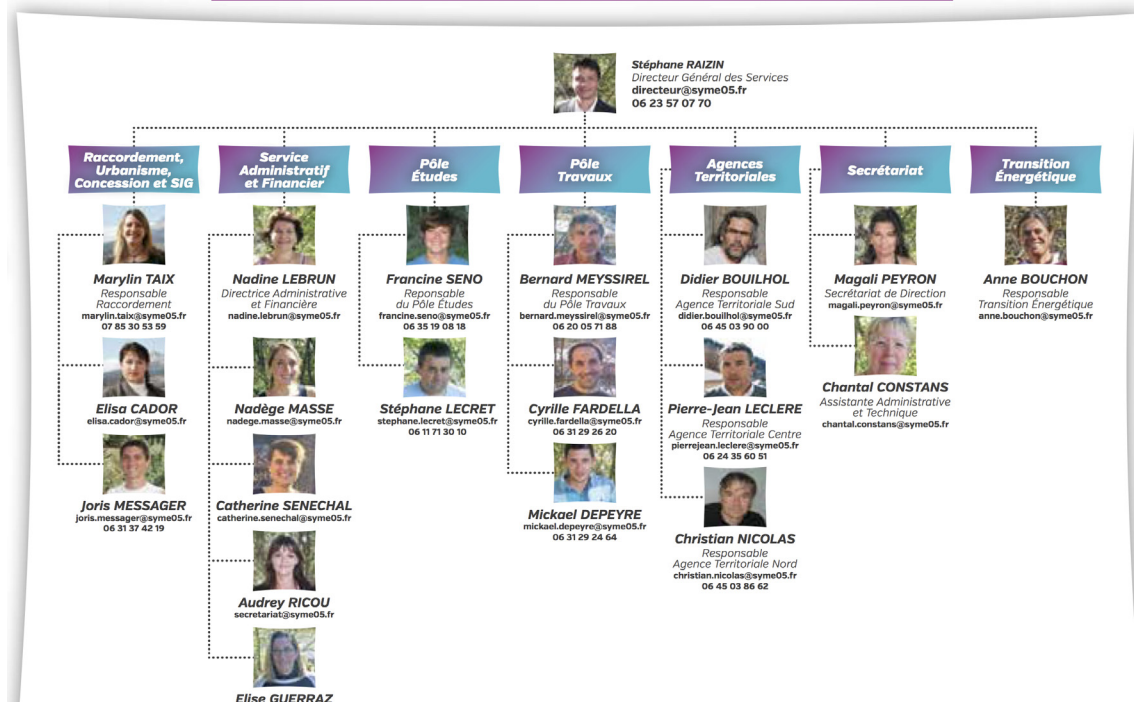 Stéphane RAIZIN
Directeur Général des Services
directeur@syme05.fr
06 23 57 07 70
Raccordement,
Urbanisme,
Concession et SIG
Marylin TAIX
Responsable
Raccordement
marylin.taix@syme05.fr
07 85 30 53 59
Elisa CADOR
elisa.cador@syme05.fr
Joris MESSAGER
joris.messager@syme05.fr
06 31 37 42 19
Service
Administratif
et Financier
Nadine LEBRUN
Directrice Administrative
et Financière
nadine.lebrun@syme05.fr
Nadège MASSE
nadege.masse@syme05.fr
Catherine SENECHAL
catherine.senechal@syme05.fr
Audrey RICOU
secretariat@syme05.fr
Elise GUERRAZ
Pôle
Études
Francine SENO
Reponsable
du Pôle Études
francine.seno@syme05.fr
06 35 19 08 18
Stéphane LECRET
stephane.lecret@syme05.fr
06 11 71 30 10
Pôle
Travaux
Bernard MEYSSIREL
Responsable
du Pôle Travaux
bernard.meyssirel@syme05.fr
06 20 05 71 88
Cyrille FARDELLA
cyrille.fardella@syme05.fr
06 31 29 26 20
Mickael DEPEYRE
mickael.depeyre@syme05.fr
06 31 29 24 64
Agences
Territoriales
Didier BOUILHOL
Responsable
Agence Territoriale Sud
didier.bouilhol@syme05.fr
06 45 03 90 00
Pierre-Jean LECLERE
Responsable
Agence Territoriale Centre
pierrejean.leclere@syme05.fr
06 24 35 60 51
Christian NICOLAS
Responsable
Agence Territoriale Nord
christian.nicolas@syme05.fr
06 45 03 86 62
Secrétariat
Magali PEYRON
Secrétariat de Direction
magali.peyron@syme05.fr
Chantal CONSTANS
Assistante Administrative
et Technique
chantal.constans@syme05.fr
Transition
Énergétique
Anne BOUCHON
Responsable
Transition Énergétique
anne.bouchon@syme05.fr